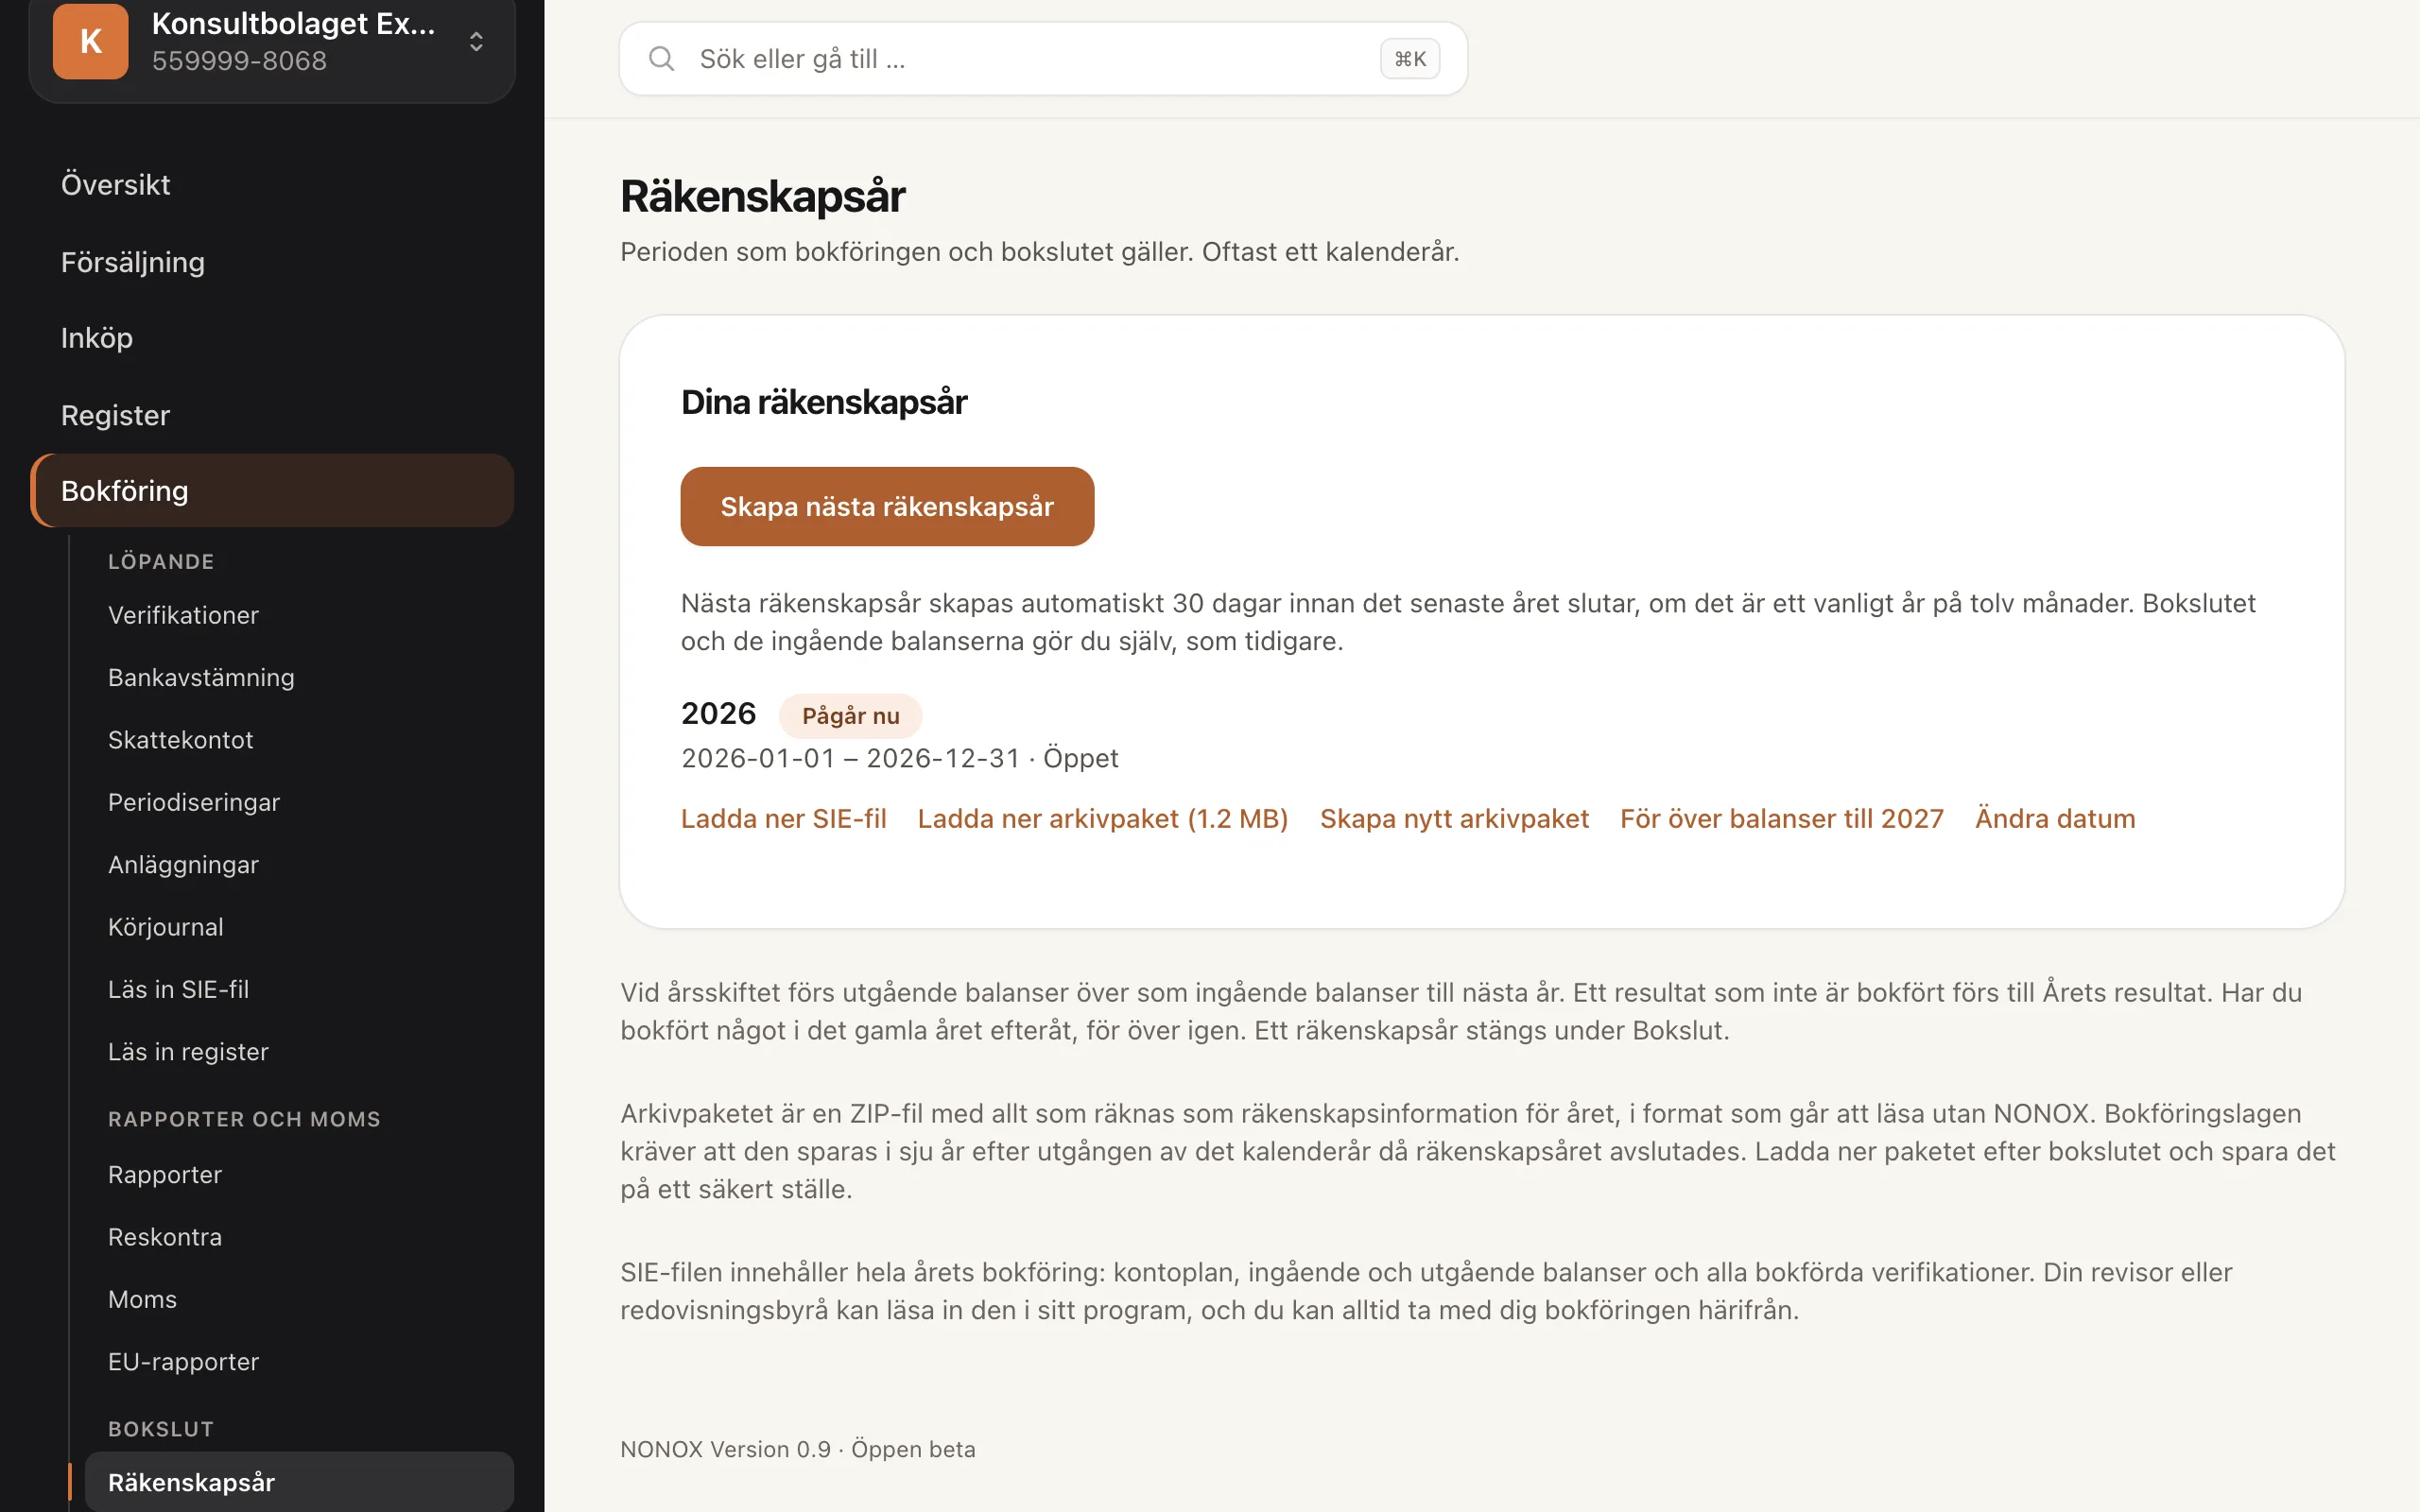 K
Konsultbolaget Ex...
559999-8068
Översikt
Försäljning
Inköp
Register
Bokföring
LÖPANDE
Verifikationer
Bankavstämning
Skattekontot
Periodiseringar
Anläggningar
Körjournal
Läs in SIE-fil
Läs in register
RAPPORTER OCH MOMS
Rapporter
Reskontra
Moms
EU-rapporter
BOKSLUT
Räkenskapsår
Sök eller gå till ...
⌘K
Räkenskapsår
Perioden som bokföringen och bokslutet gäller. Oftast ett kalenderår.
Dina räkenskapsår
Skapa nästa räkenskapsår
Nästa räkenskapsår skapas automatiskt 30 dagar innan det senaste året slutar, om det är ett vanligt år på tolv månader. Bokslutet
och de ingående balanserna gör du själv, som tidigare.
2026 Pågår nu
2026-01-01 – 2026-12-31 · Öppet
Ladda ner SIE-fil Ladda ner arkivpaket (1.2 MB) Skapa nytt arkivpaket För över balanser till 2027 Ändra datum
Vid årsskiftet förs utgående balanser över som ingående balanser till nästa år. Ett resultat som inte är bokfört förs till Årets resultat. Har du
bokfört något i det gamla året efteråt, för över igen. Ett räkenskapsår stängs under Bokslut.
Arkivpaketet är en ZIP-fil med allt som räknas som räkenskapsinformation för året, i format som går att läsa utan NONOX. Bokföringslagen
kräver att den sparas i sju år efter utgången av det kalenderår då räkenskapsåret avslutades. Ladda ner paketet efter bokslutet och spara det
på ett säkert ställe.
SIE-filen innehåller hela årets bokföring: kontoplan, ingående och utgående balanser och alla bokförda verifikationer. Din revisor eller
redovisningsbyrå kan läsa in den i sitt program, och du kan alltid ta med dig bokföringen härifrån.
NONOX Version 0.9 · Öppen beta